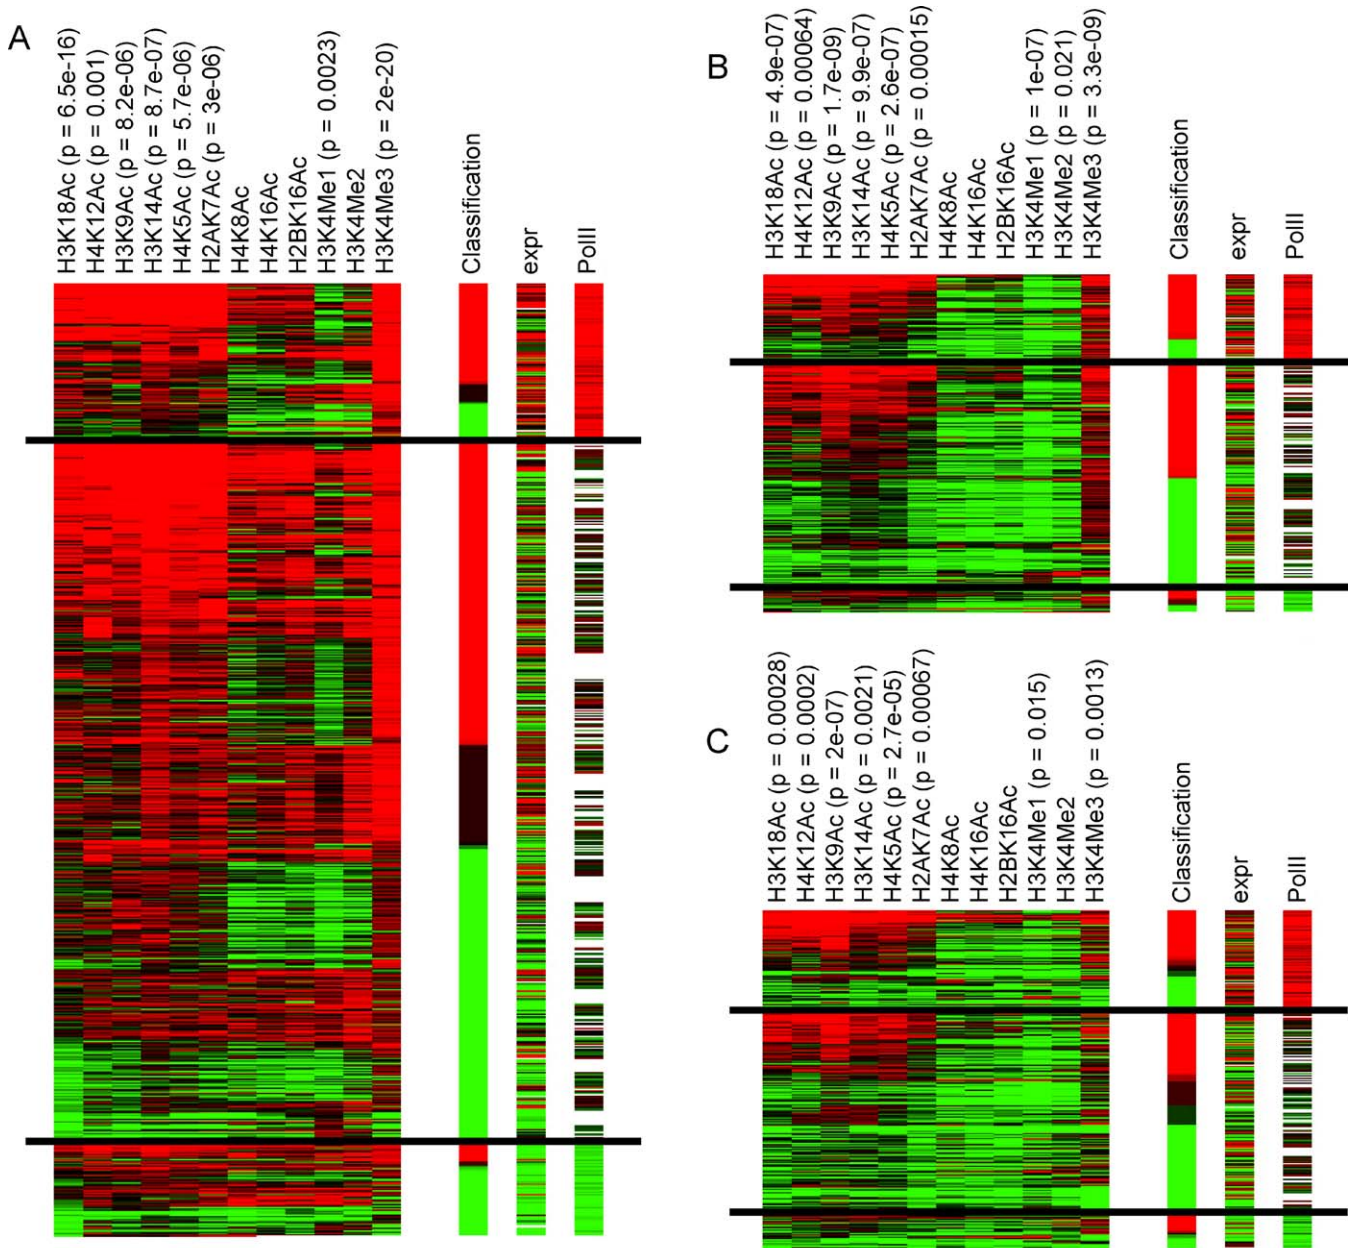 A
H3K18Ac (p = 6.5e-16)
H4K12Ac (p = 0.001)
H3K9Ac (p = 8.2e-06)
H3K14Ac (p = 8.7e-07)
H4K5Ac (p = 5.7e-06)
H2AK7Ac (p = 3e-06)
H4K8Ac
H4K16Ac
H2BK16Ac
H3K4Me1 (p = 0.0023)
H3K4Me2
H3K4Me3 (p = 2e-20)
Classification
expr
PolII
B
H3K18Ac (p = 4.9e-07)
H4K12Ac (p = 0.00064)
H3K9Ac (p = 1.7e-09)
H3K14Ac (p = 9.9e-07)
H4K5Ac (p = 2.6e-07)
H2AK7Ac (p = 0.00015)
H4K8Ac
H4K16Ac
H2BK16Ac
H3K4Me1 (p = 1e-07)
H3K4Me2 (p = 0.021)
H3K4Me3 (p = 3.3e-09)
Classification
expr
PolII
C
H3K18Ac (p = 0.00028)
H4K12Ac (p = 0.0002)
H3K9Ac (p = 2e-07)
H3K14Ac (p = 0.0021)
H4K5Ac (p = 2.7e-05)
H2AK7Ac (p = 0.00067)
H4K8Ac
H4K16Ac
H2BK16Ac
H3K4Me1 (p = 0.015)
H3K4Me2
H3K4Me3 (p = 0.0013)
Classification
expr
PolII